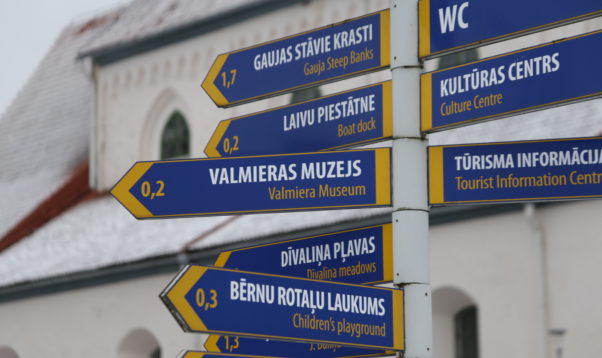 GAUJAS STĀVIE KRASTI
Gauja Steep Banks
1,7
LAIVU PIESTĀTNE
Boat dock
0,2
VALMIERAS MUZEJS
Valmiera Museum
0,2
DĪVALIŅA PĻAVAS
Dīvaliņa meadows
BĒRNU ROTAĻU LAUKUMS
Children's playground
0,3
1,3
WC
KULTŪRAS CENTRS
Culture Centre
TŪRISMA INFORMĀCIJA
Tourist Information Centre